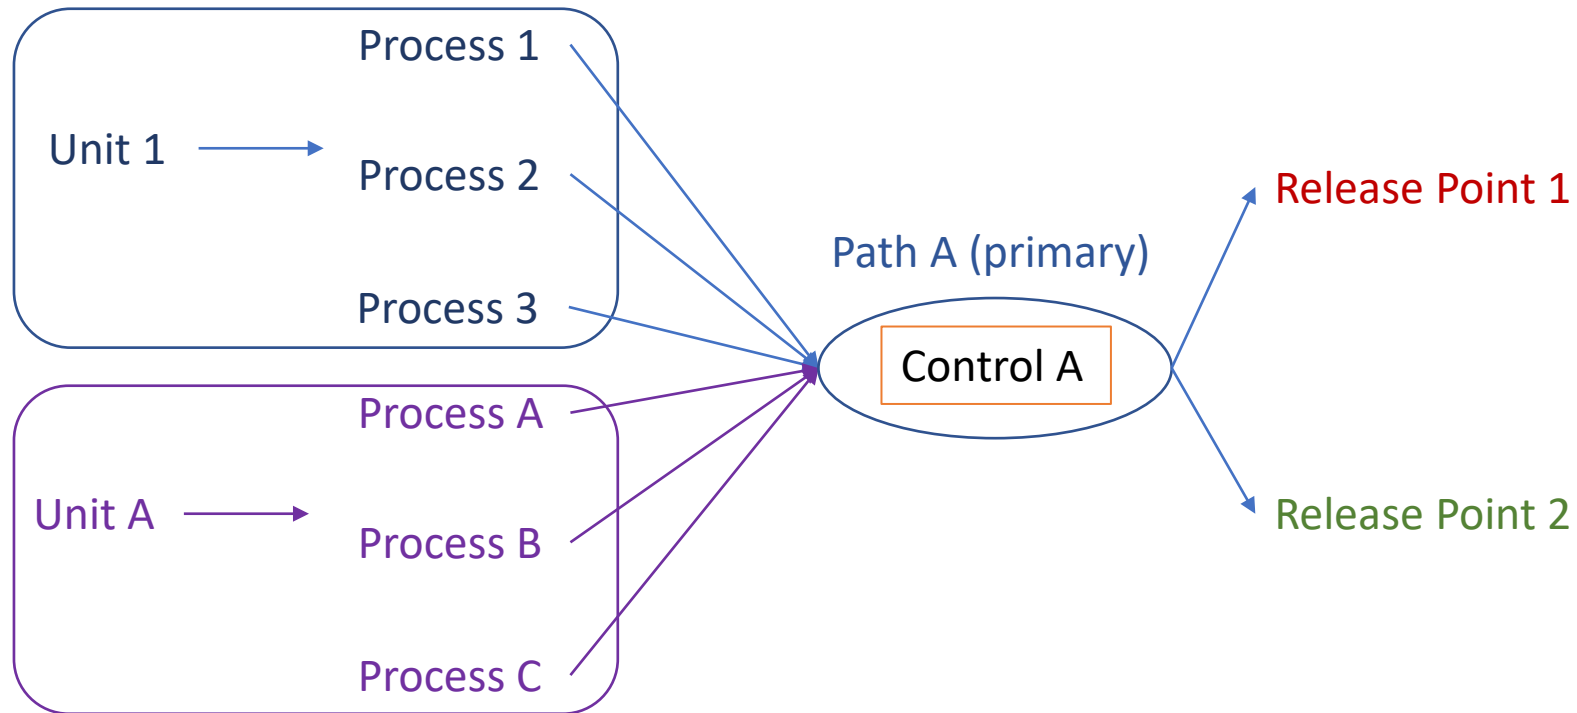 Unit 1
Process 1
Process 2
Process 3
Unit A
Process A
Process B
Process C
Path A (primary)
Control A
Release Point 1
Release Point 2